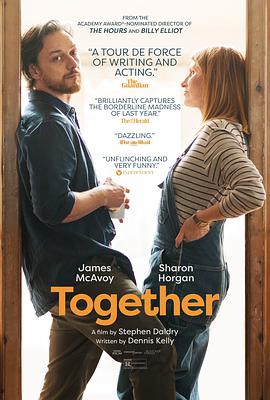 FROM THE
ACADEMY AWARD®-NOMINATED DIRECTOR OF
THE HOURS AND BILLY ELLIOT
“A TOUR DE FORCE
OF WRITING AND
ACTING.”
The Guardian
“BRILLIANTLY CAPTURES
THE BORDERLINE MADNESS
OF LAST YEAR.”
The Herald
“DAZZLING.”
“UNFLINCHING AND
VERY FUNNY.”
INDEPENDENT
James
McAvoy
Sharon
Horgan
Together
A film by Stephen Daldry
Written by Dennis Kelly
R